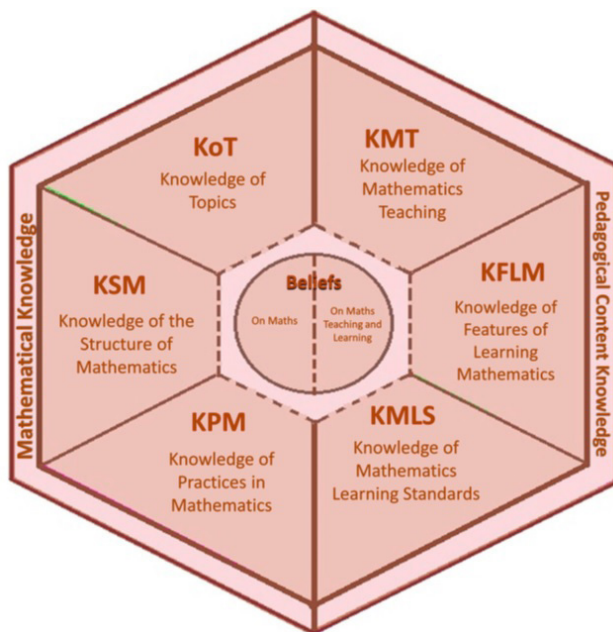 KoT
Knowledge of
Topics
KMT
Knowledge of
Mathematics
Teaching
Mathematical Knowledge
Pedagogical Content Knowledge
KSM
Knowledge of the
Structure of
Mathematics
Beliefs
On Maths
On Maths
Teaching and
Learning
KFLM
Knowledge of
Features of
Learning
Mathematics
KPM
Knowledge of
Practices in
Mathematics
KMLS
Knowledge of
Mathematics
Learning Standards